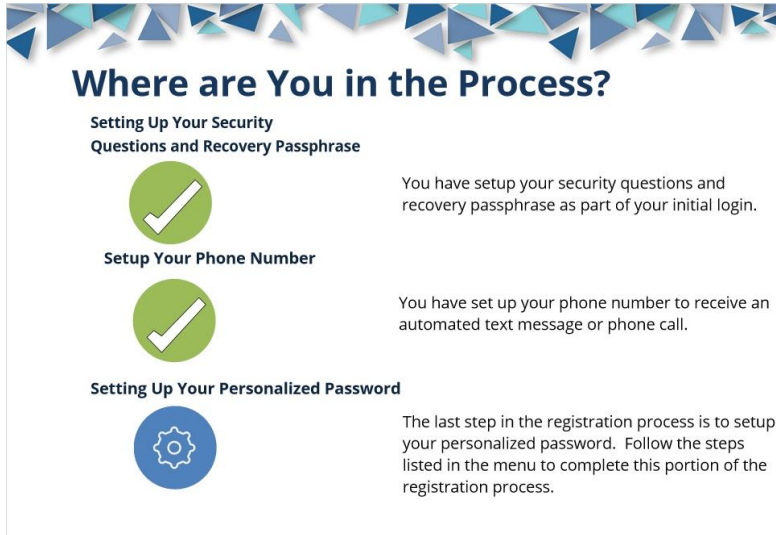 Where are You in the Process?
Setting Up Your Security
Questions and Recovery Passphrase
You have setup your security questions and
recovery passphrase as part of your initial login.
Setup Your Phone Number
You have set up your phone number to receive an
automated text message or phone call.
Setting Up Your Personalized Password
The last step in the registration process is to setup
your personalized password.  Follow the steps
listed in the menu to complete this portion of the
registration process.